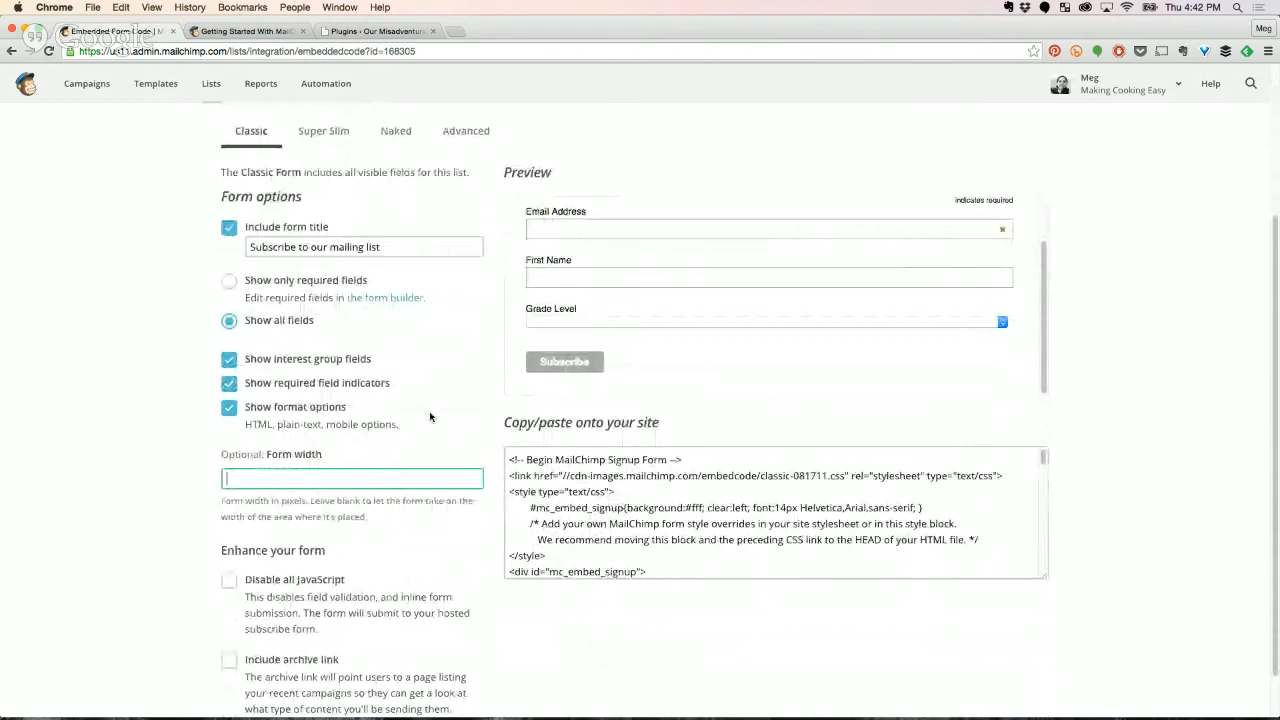 Chrome File Edit View History Bookmarks People Window Help Thu 4:42 PM
Embedded Form Code | M Getting Started With MailC Plugins ‹ Our Misadventu Meg
Google
https://us11.admin.mailchimp.com/lists/integration/embeddedcode?id=168305
Campaigns Templates Lists Reports Automation Meg Help
Making Cooking Easy
Classic Super Slim Naked Advanced
The Classic Form includes all visible fields for this list.
Form options
Include form title
Subscribe to our mailing list
Show only required fields
Edit required fields in the form builder.
Show all fields
Show interest group fields
Show required field indicators
Show format options
HTML, plain-text, mobile options.
Optional: Form width
Form width in pixels. Leave blank to let the form take on the
width of the area where it's placed.
Enhance your form
Disable all JavaScript
This disables field validation, and inline form
submission. The form will submit to your hosted
subscribe form.
Include archive link
The archive link will point users to a page listing
your recent campaigns so they can get a look at
what type of content you'll be sending them.
Preview
indicates required
Email Address
*
First Name
Grade Level
Subscribe
Copy/paste onto your site
<!-- Begin MailChimp Signup Form -->
<link href="//cdn-images.mailchimp.com/embedcode/classic-081711.css" rel="stylesheet" type="text/css">
<style type="text/css">
#mc_embed_signup{background:#fff; clear:left; font:14px Helvetica,Arial,sans-serif; }
/* Add your own MailChimp form style overrides in your site stylesheet or in this style block.
We recommend moving this block and the preceding CSS link to the HEAD of your HTML file. */
</style>
<div id="mc_embed_signup">